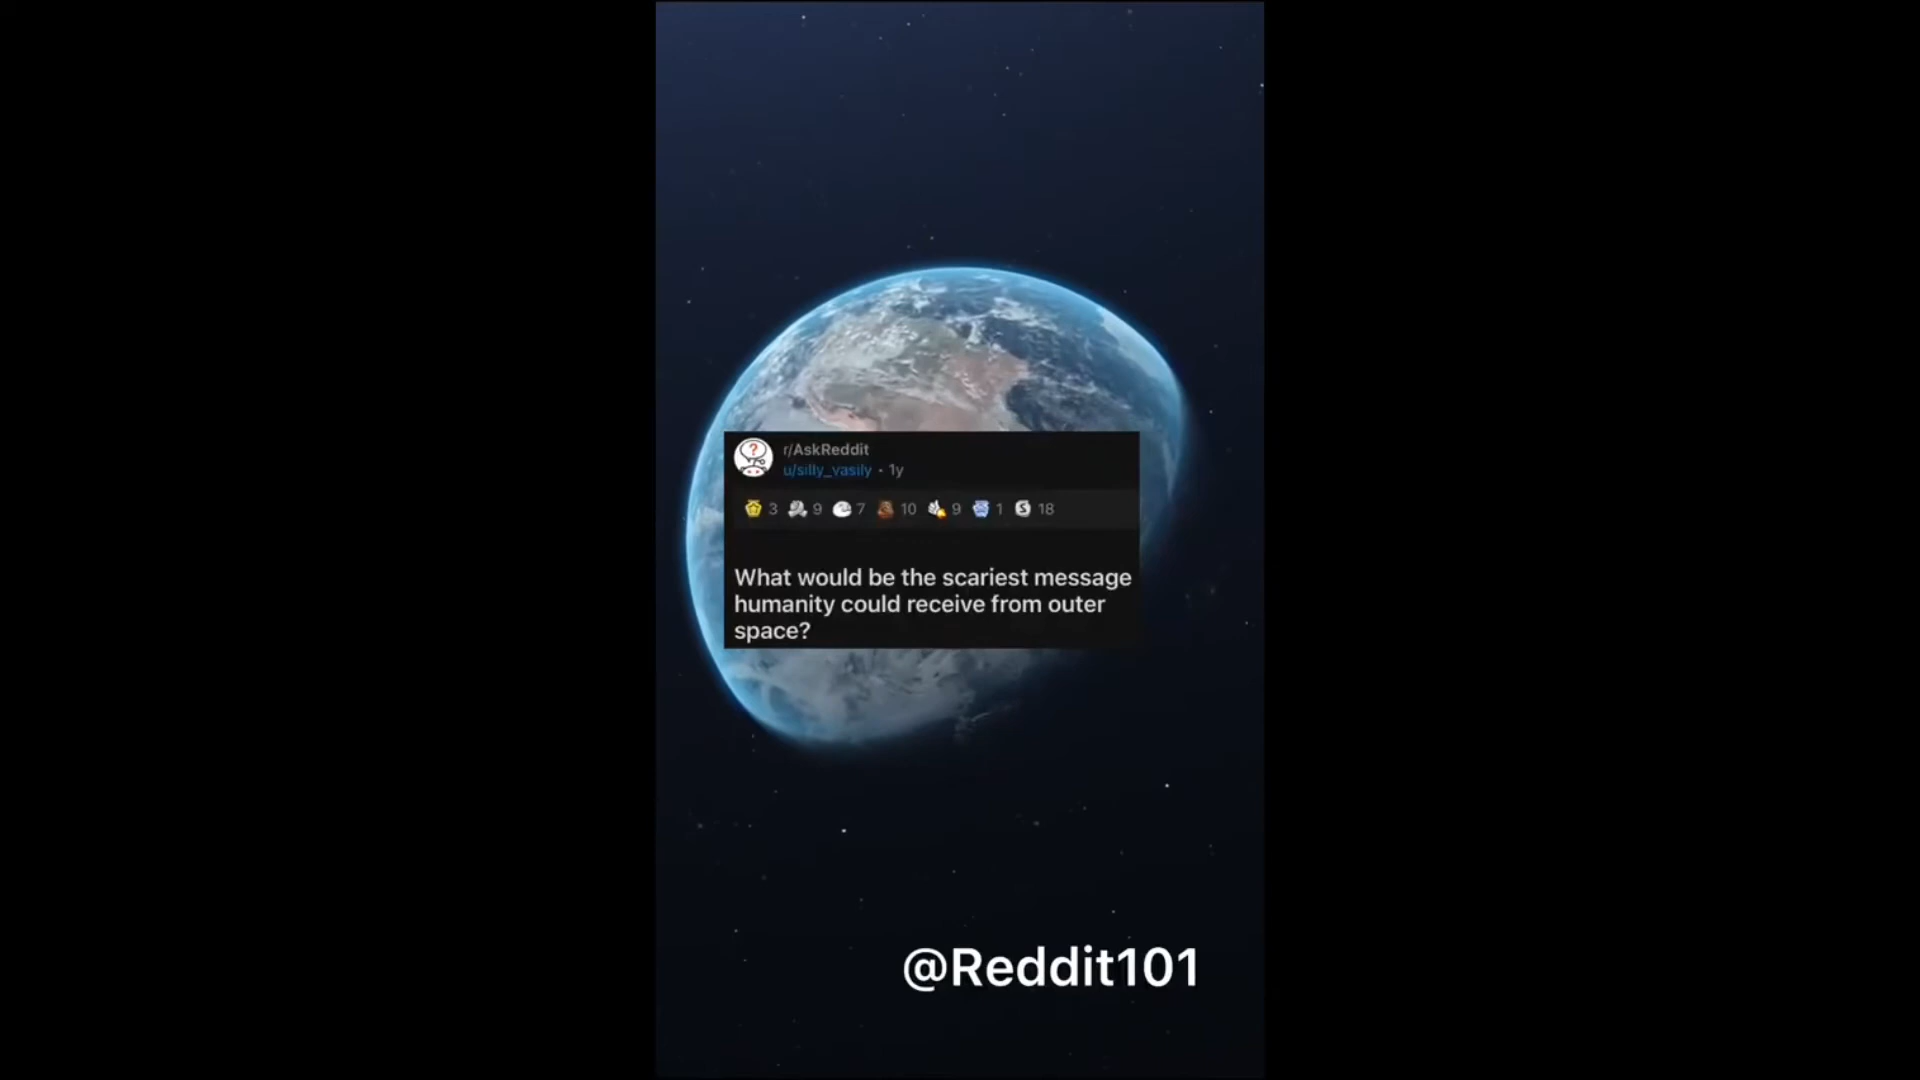 r/AskReddit
u/silly_vasily · 1y
3 9 7 10 9 1 18
What would be the scariest message
humanity could receive from outer
space?
@Reddit101